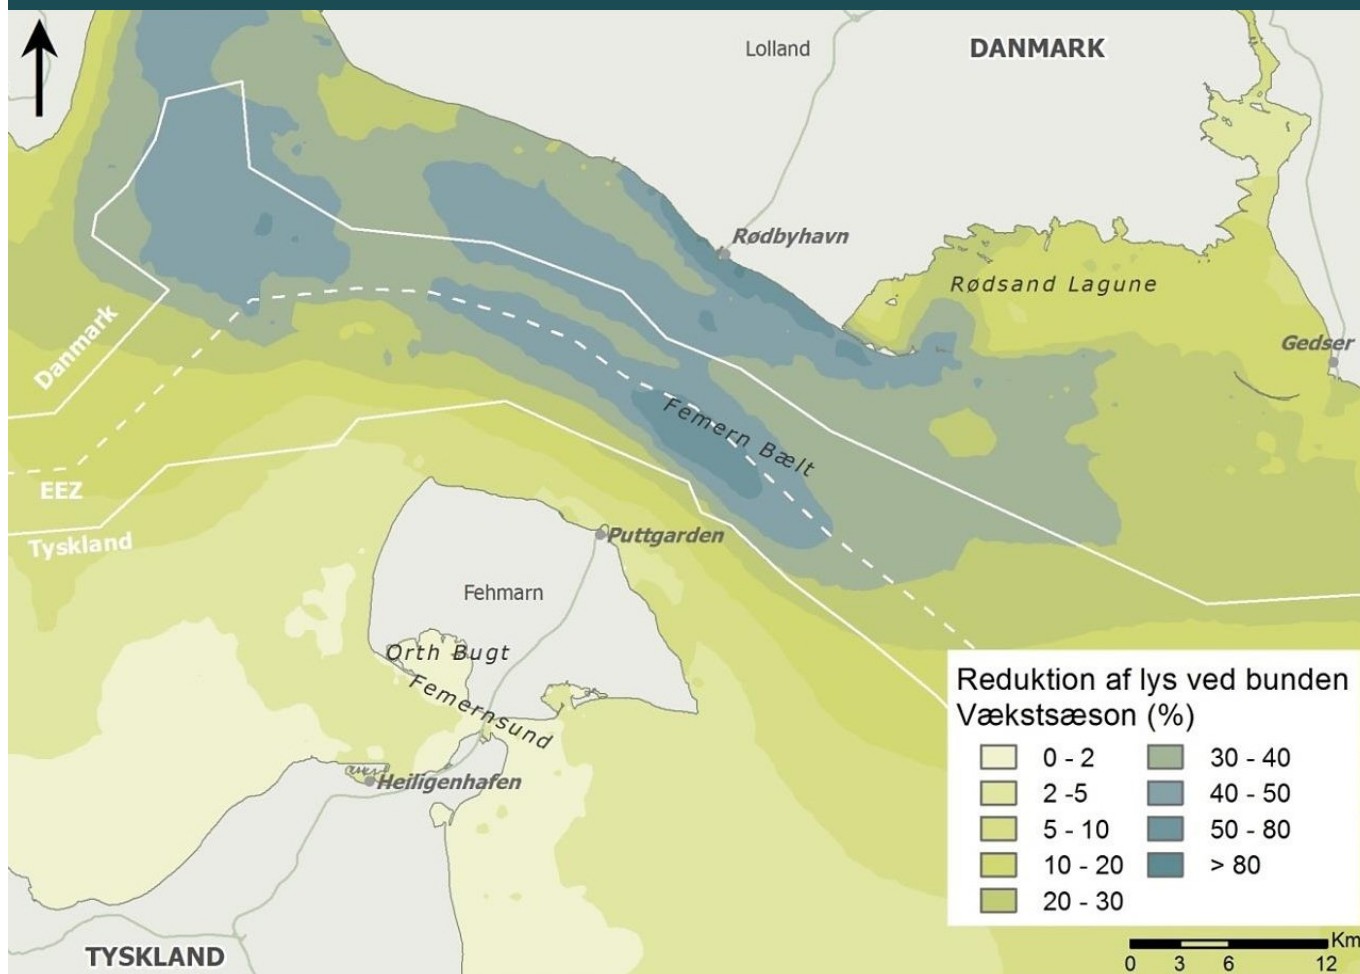 Lolland
DANMARK
Rødbyhavn
Rødsand Lagune
Gedser
Danmark
Femern Bælt
EEZ
Tyskland
Puttgarden
Fehmarn
Orth Bugt
Femernsund
Heiligenhafen
TYSKLAND
Reduktion af lys ved bunden
Vækstsæson (%)
0 - 2
2 -5
5 - 10
10 - 20
20 - 30
30 - 40
40 - 50
50 - 80
> 80
Km
0 3 6 12